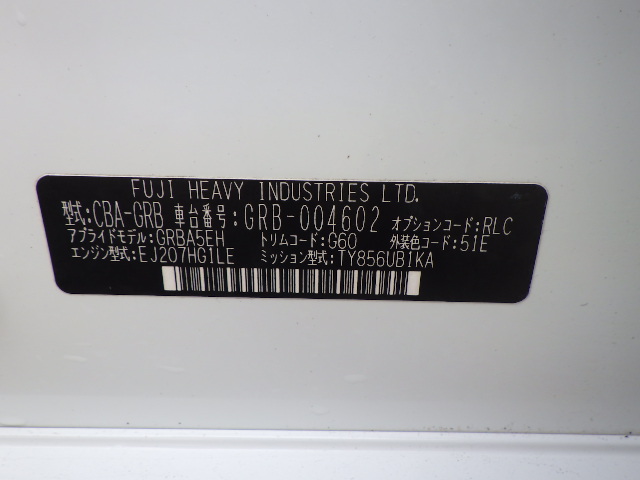 FUJI HEAVY INDUSTRIES LTD.
型式:CBA-GRB 車台番号:GRB-004602 オプションコード:RLC
アプライドモデル:GRBA5EH トリムコード:G60 外装色コード:51E
エンジン型式:EJ207HG1LE ミッション型式:TY856UB1KA